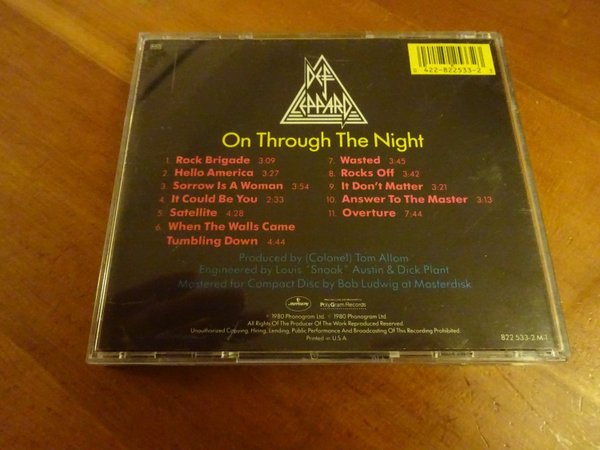 DEF
LEPPARD
0 422-822533-2 1
On Through The Night
1. Rock Brigade 3:09
2. Hello America 3:27
3. Sorrow Is A Woman 3:54
4. It Could Be You 2:33
5. Satellite 4:28
6. When The Walls Came
Tumbling Down 4:44
7. Wasted 3:45
8. Rocks Off 3:42
9. It Don't Matter 3:21
10. Answer To The Master 3:13
11. Overture 7:44
Produced by (Colonel) Tom Allom
Engineered by Louis "Snook" Austin & Dick Plant
Mastered for Compact Disc by Bob Ludwig at Masterdisk
mercury
PolyGram Records
℗ 1980 Phonogram Ltd. © 1980 Phonogram Ltd.
All Rights Of The Producer Of The Work Reproduced Reserved.
Unauthorized Copying, Hiring, Lending, Public Performance And Broadcasting Of This Recording Prohibited.
Printed in U.S.A.
822 533-2 M-1